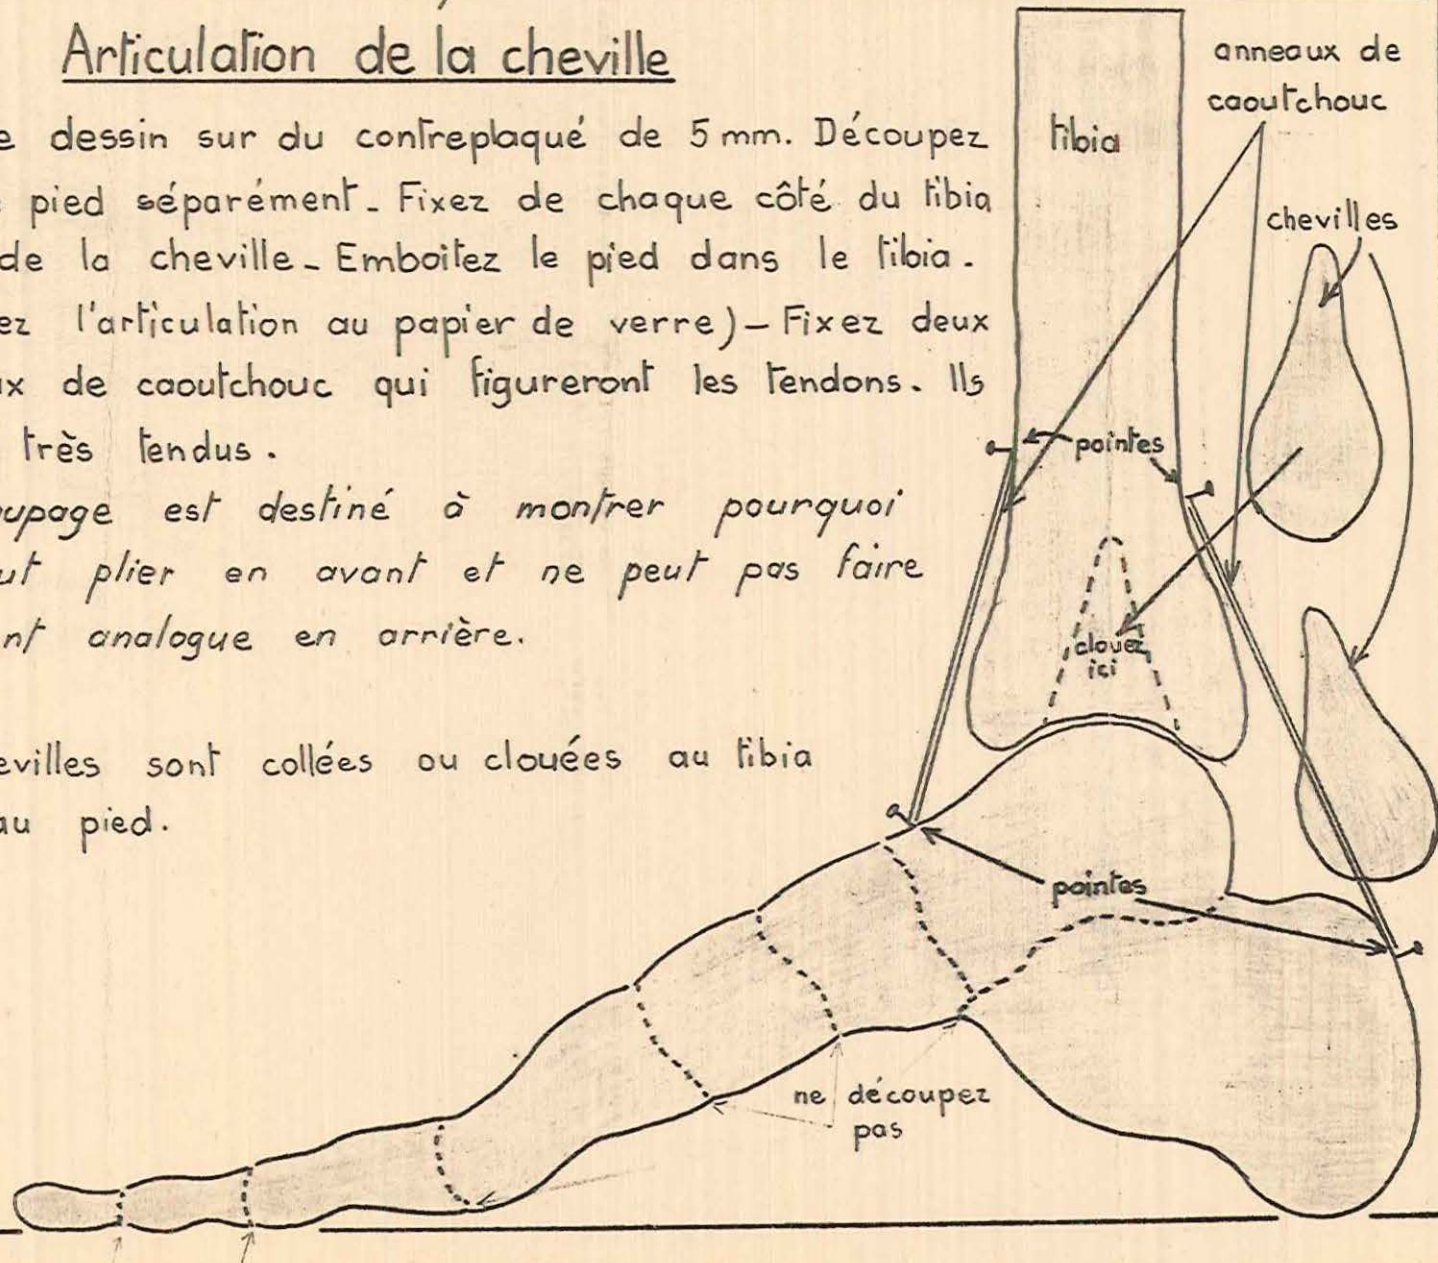 Articulation de la cheville
e dessin sur du contreplaqué de 5 mm. Découpez
pied séparément_ Fixez de chaque côté du tibia
de la cheville_ Emboitez le pied dans le tibia.
ez l'articulation au papier de verre)_ Fixez deux
ux de caoutchouc qui figureront les tendons. Ils
très tendus.
oupage est destiné à montrer pourquoi
ut plier en avant et ne peut pas faire
nt analogue en arrière.
evilles sont collées ou clouées au tibia
au pied.
tibia
anneaux de
caoutchouc
chevilles
pointes
clouez
ici
pointes
ne découpez
pas